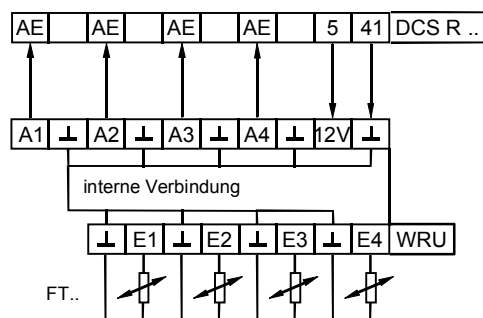 AE AE AE AE 5 41 DCS R ..
A1 ⊥ A2 ⊥ A3 ⊥ A4 ⊥ 12V ⊥
interne Verbindung
⊥ E1 ⊥ E2 ⊥ E3 ⊥ E4 WRU
FT..